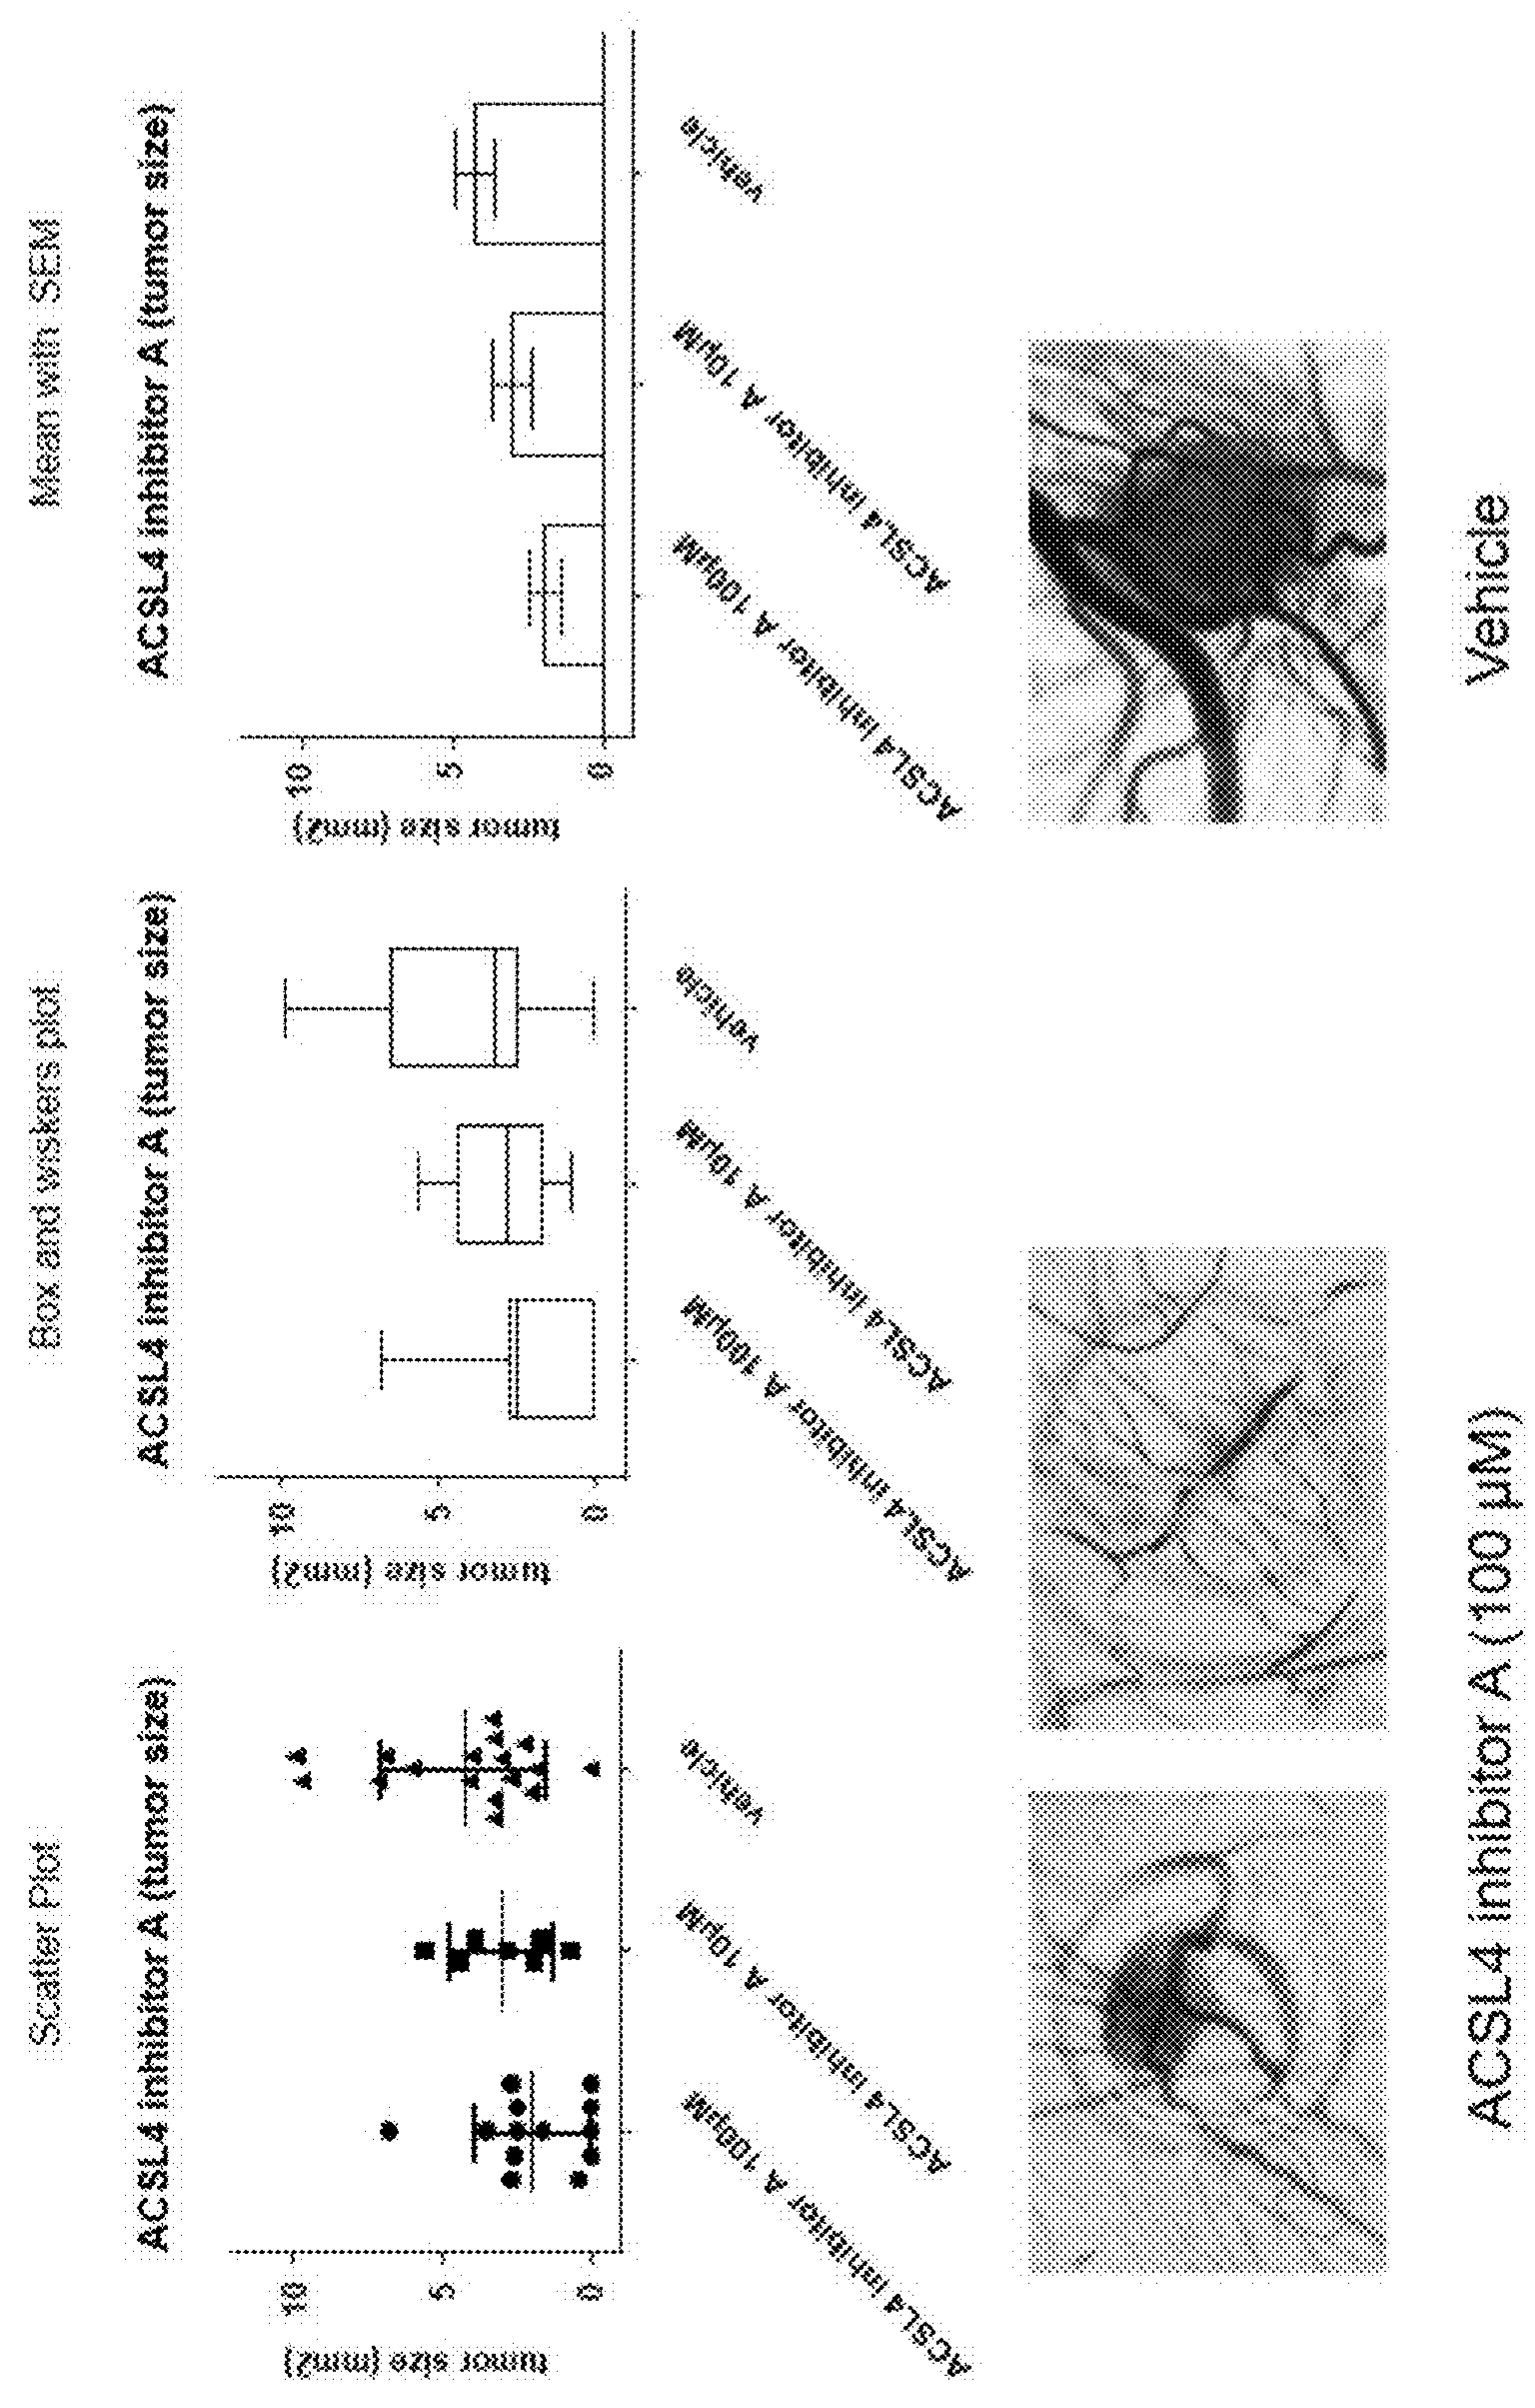 Scatter Plot
ACSL4 inhibitor A (tumor size)
tumor size (mm2)
10
5
0
ACSL4 inhibitor A 100µM
ACSL4 inhibitor A 10µM
vehicle
Box and wiskers plot
ACSL4 inhibitor A (tumor size)
tumor size (mm2)
10
5
0
ACSL4 inhibitor A 100µM
ACSL4 inhibitor A 10µM
vehicle
Mean with SEM
ACSL4 inhibitor A (tumor size)
tumor size (mm2)
10
5
0
ACSL4 inhibitor A 100µM
ACSL4 inhibitor A 10µM
vehicle
ACSL4 inhibitor A (100 µM)
Vehicle